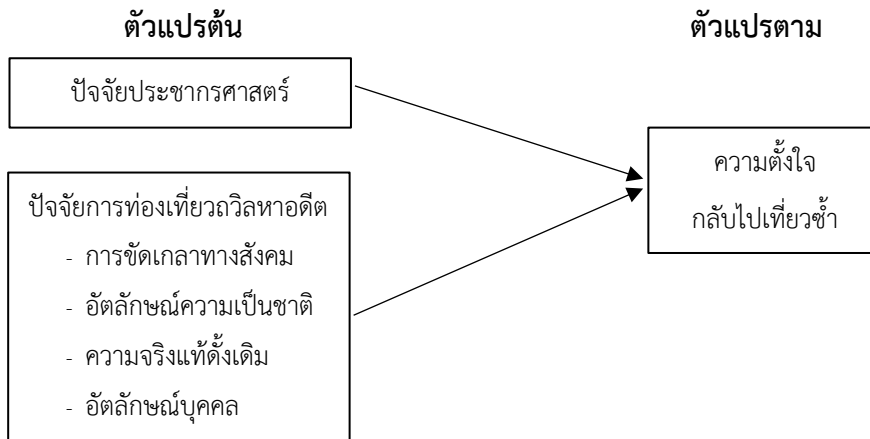 ตัวแปรต้น
ปัจจัยประชากรศาสตร์
ปัจจัยการท่องเที่ยวถวิลหาอดีต
- การขัดเกลาทางสังคม
- อัตลักษณ์ความเป็นชาติ
- ความจริงแท้ดั้งเดิม
- อัตลักษณ์บุคคล
ตัวแปรตาม
ความตั้งใจ
กลับไปเที่ยวซ้ำ